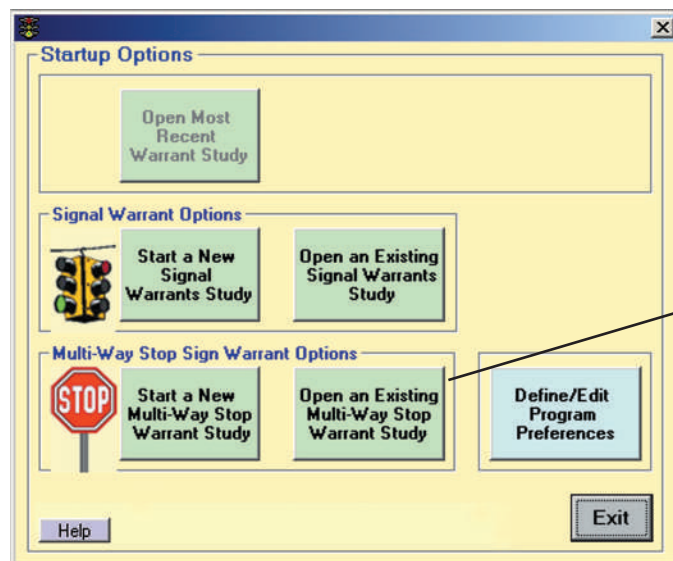 Startup Options
Open Most
Recent
Warrant Study
Signal Warrant Options
Start a New
Signal
Warrants Study
Open an Existing
Signal Warrants
Study
Multi-Way Stop Sign Warrant Options
STOP
Start a New
Multi-Way Stop
Warrant Study
Open an Existing
Multi-Way Stop
Warrant Study
Define/Edit
Program
Preferences
Help
Exit